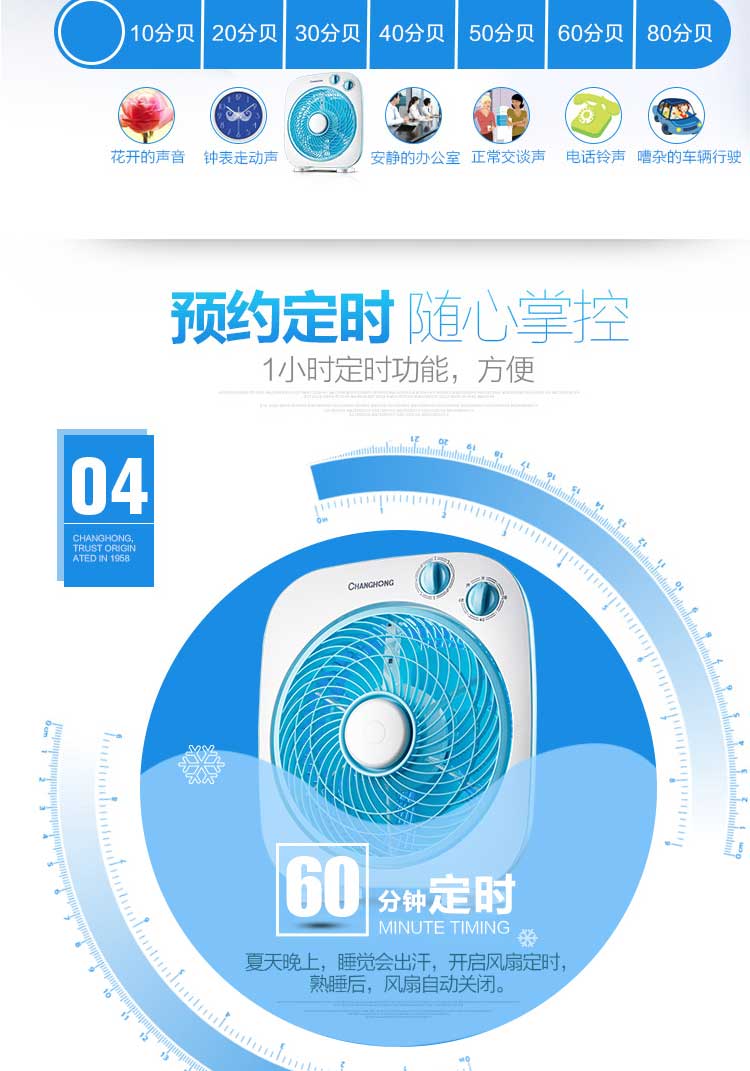 10分贝 20分贝 30分贝 40分贝 50分贝 60分贝 80分贝
花开的声音 钟表走动声 安静的办公室 正常交谈声 电话铃声 嘈杂的车辆行驶
预约定时 随心掌控
1小时定时功能，方便
04
CHANGHONG,
TRUST ORIGIN
ATED IN 1958
CHANGHONG
60 分钟定时
MINUTE TIMING
夏天晚上，睡觉会出汗，开启风扇定时，
熟睡后，风扇自动关闭。